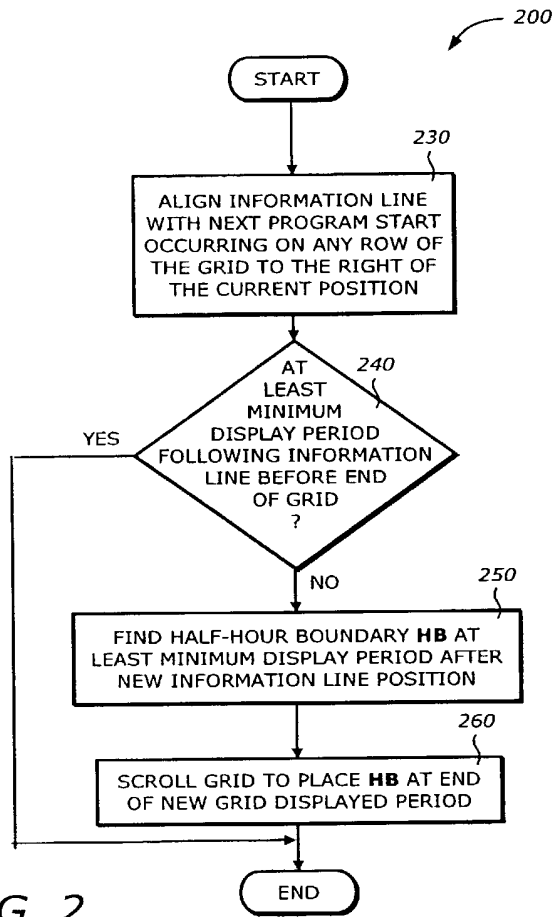 200
START
230
ALIGN INFORMATION LINE
WITH NEXT PROGRAM START
OCCURRING ON ANY ROW OF
THE GRID TO THE RIGHT OF
THE CURRENT POSITION
240
AT
LEAST
MINIMUM
DISPLAY PERIOD
FOLLOWING INFORMATION
LINE BEFORE END
OF GRID
?
YES
NO
250
FIND HALF-HOUR BOUNDARY HB AT
LEAST MINIMUM DISPLAY PERIOD AFTER
NEW INFORMATION LINE POSITION
260
SCROLL GRID TO PLACE HB AT END
OF NEW GRID DISPLAYED PERIOD
END
G. 2